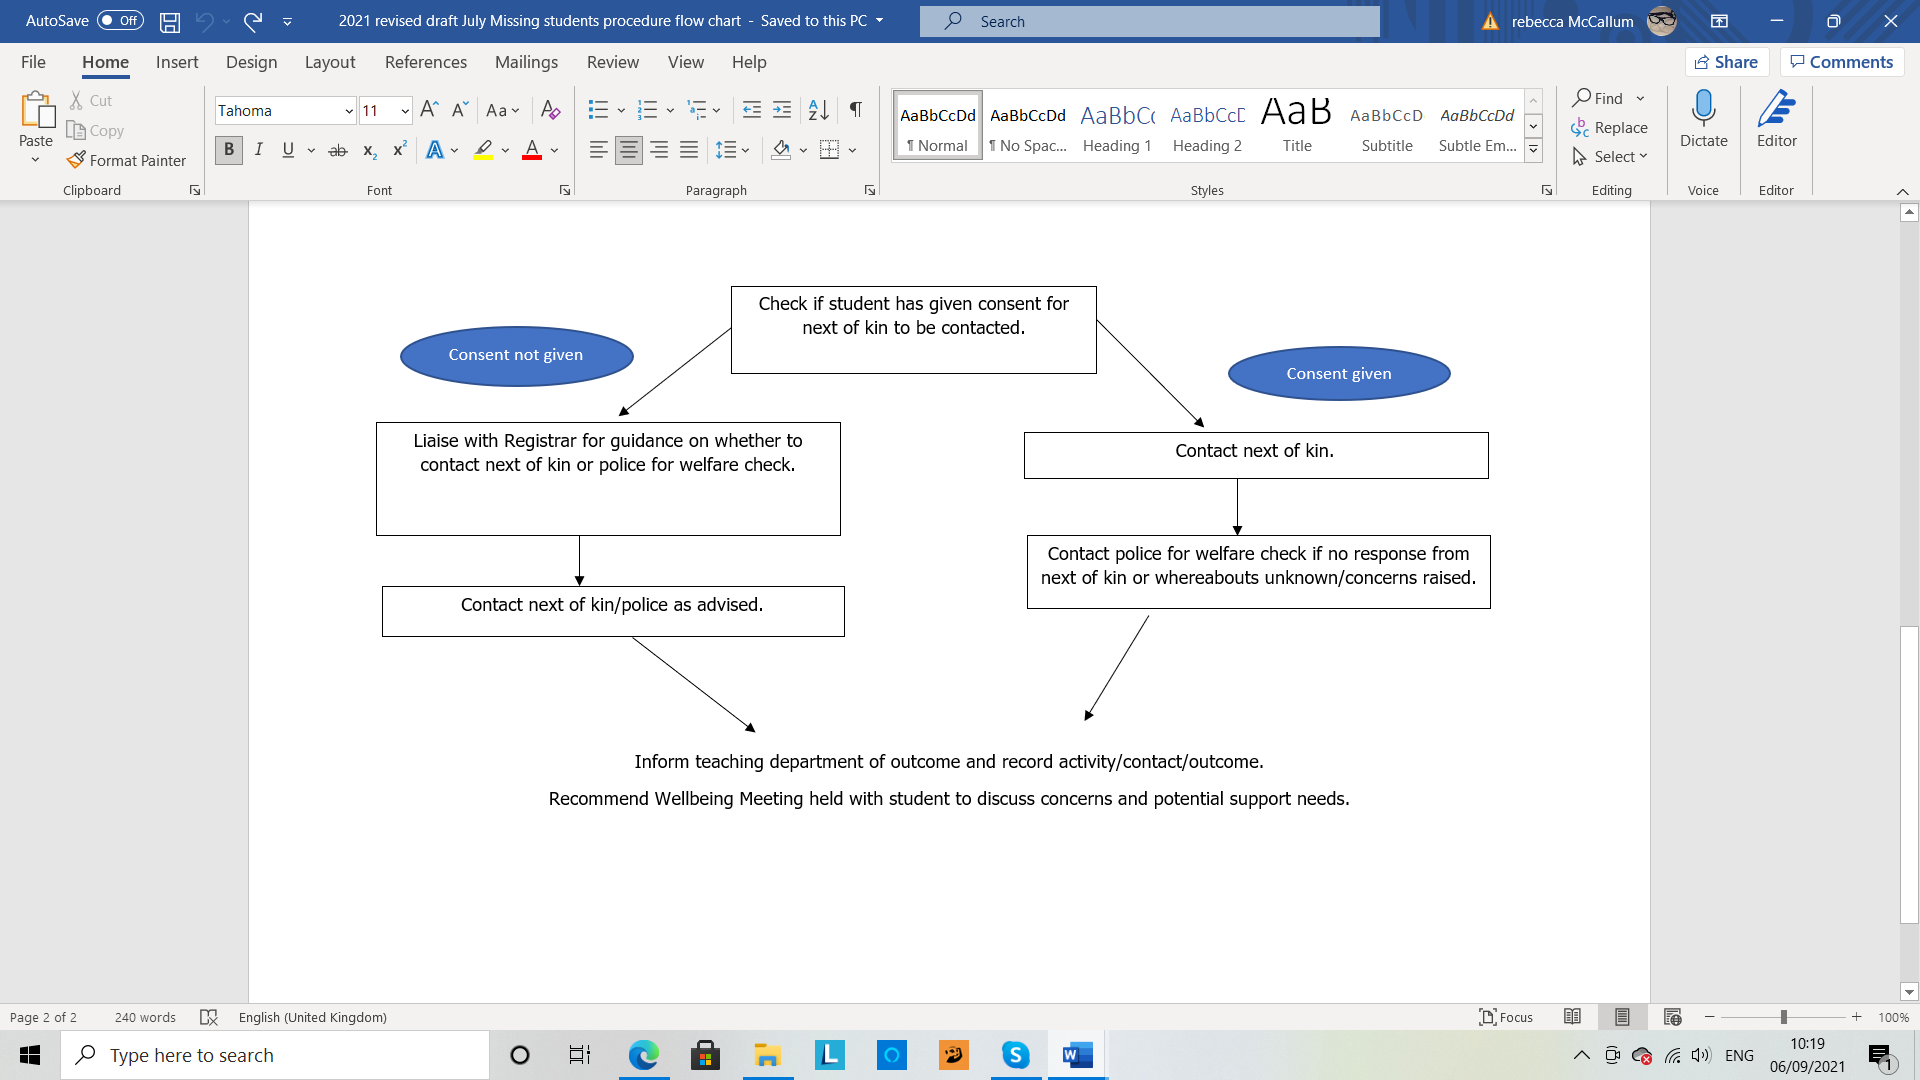 AutoSave Off 2021 revised draft July Missing students procedure flow chart - Saved to this PC Search rebecca McCallum
File Home Insert Design Layout References Mailings Review View Help Share Comments
Paste
Cut
Copy
Format Painter
Clipboard
Tahoma 11 Aa
B I U ab x₂ x² A A
Font
Paragraph
AaBbCcDd AaBbCcDd AaBbCc AaBbCcD AaB AaBbCcD AaBbCcDd
¶ Normal ¶ No Spac... Heading 1 Heading 2 Title Subtitle Subtle Em...
Styles
Find
Replace
Select
Editing
Dictate
Voice
Editor
Editor
Check if student has given consent for
next of kin to be contacted.
Consent not given
Consent given
Liaise with Registrar for guidance on whether to
contact next of kin or police for welfare check.
Contact next of kin.
Contact police for welfare check if no response from
next of kin or whereabouts unknown/concerns raised.
Contact next of kin/police as advised.
Inform teaching department of outcome and record activity/contact/outcome.
Recommend Wellbeing Meeting held with student to discuss concerns and potential support needs.
Page 2 of 2 240 words English (United Kingdom) Focus 100%
Type here to search
ENG
10:19
06/09/2021
1